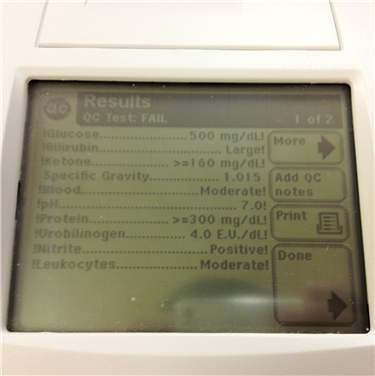 QC
Results
QC Test: FAIL
1 of 2
!Glucose.................500 mg/dL!
!Bilirubin.....................Large!
!Ketone..............>=160 mg/dL!
Specific Gravity..........1.015
!Blood....................Moderate!
!pH...............................7.0!
!Protein.............>=300 mg/dL!
!Urobilinogen......4.0 E.U./dL!
!Nitrite....................Positive!
!Leukocytes............Moderate!
More
Add QC
notes
Print
Done